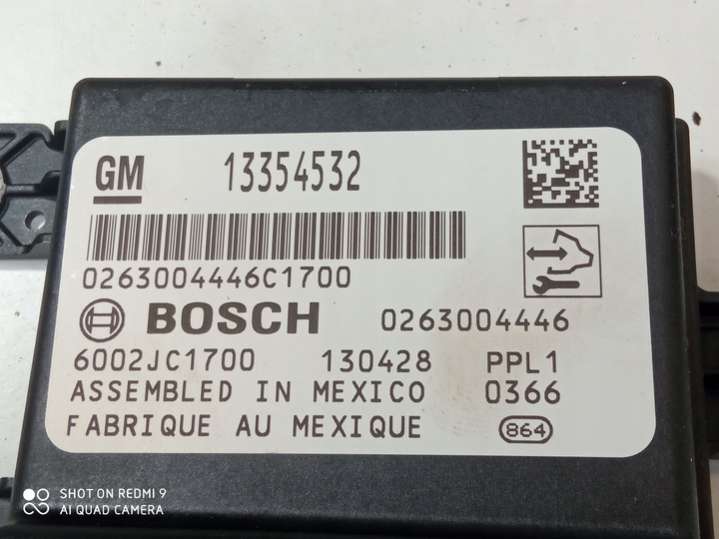 GM 13354532
0263004446C1700
BOSCH 0263004446
6002JC1700 130428 PPL1
ASSEMBLED IN MEXICO 0366
FABRIQUE AU MEXIQUE 864
SHOT ON REDMI 9
AI QUAD CAMERA